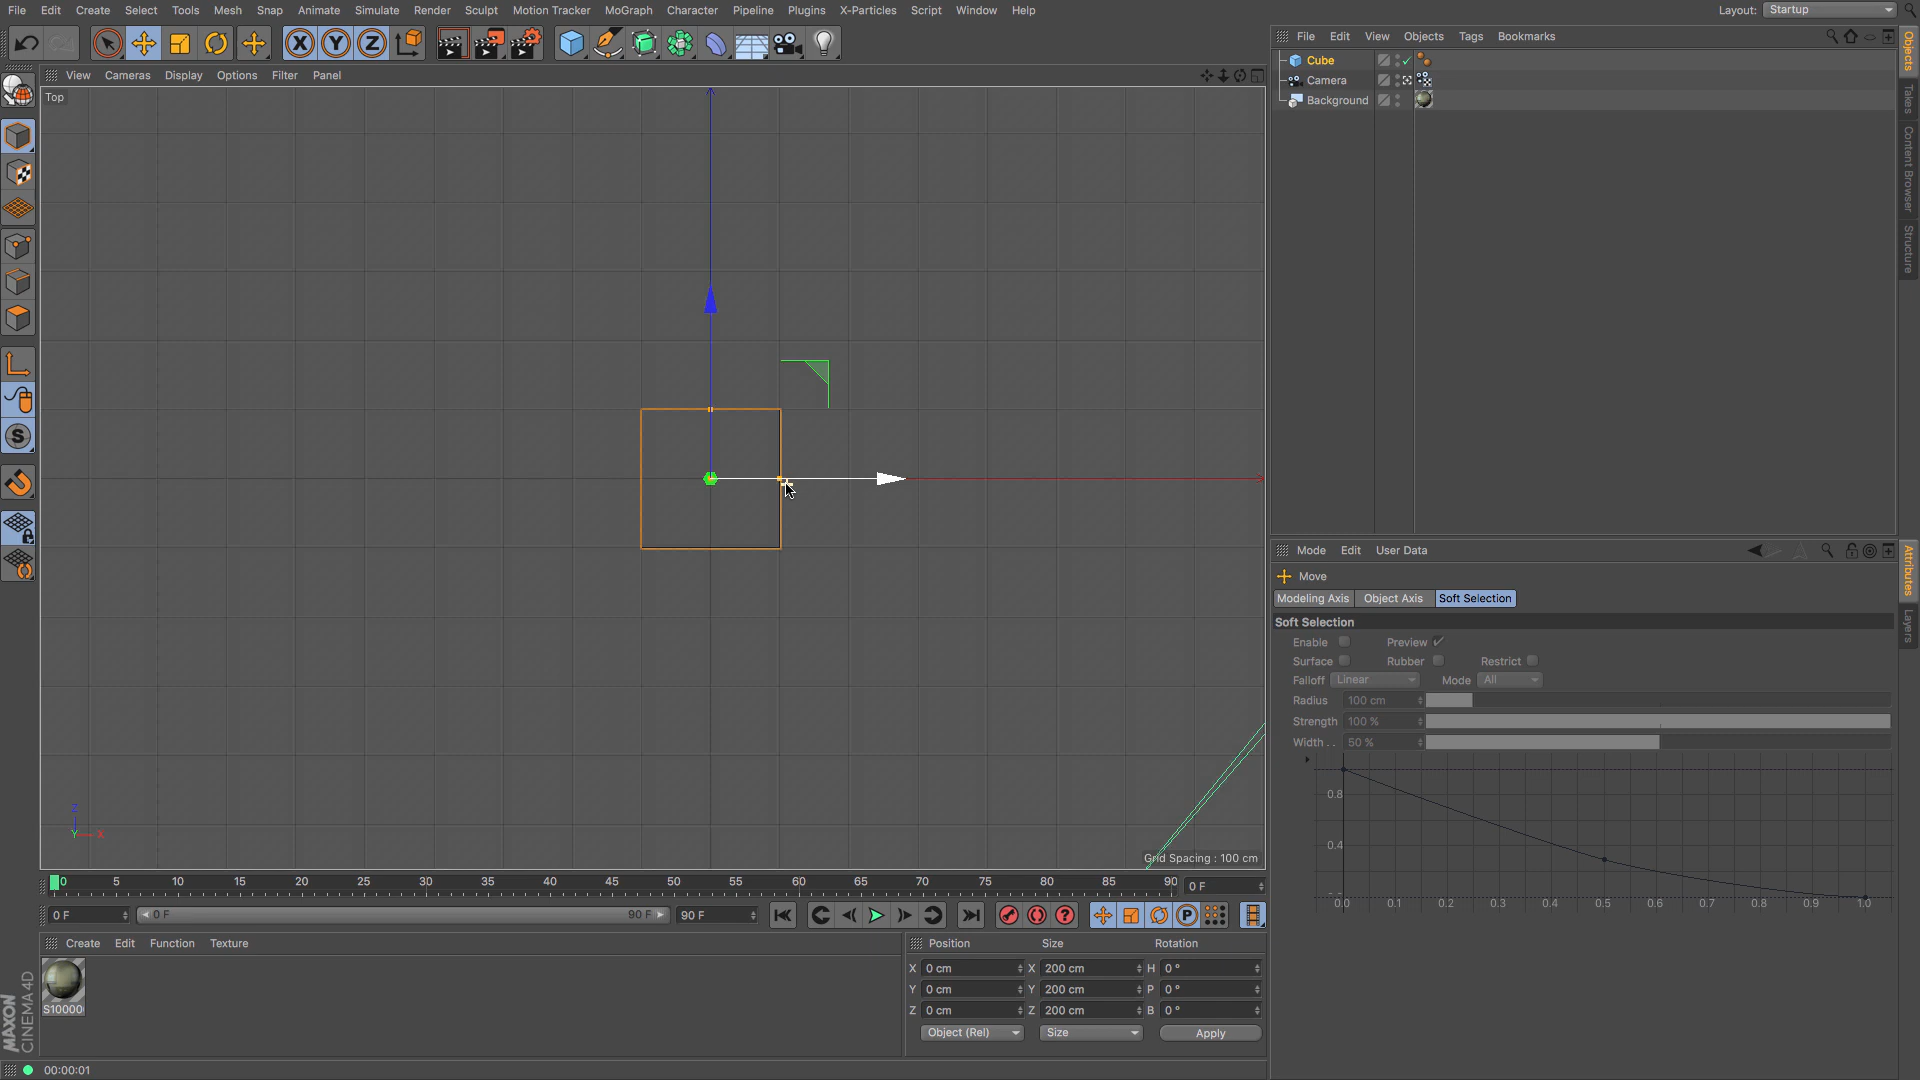 File Edit Create Select Tools Mesh Snap Animate Simulate Render Sculpt Motion Tracker MoGraph Character Pipeline Plugins X-Particles Script Window Help
Layout: Startup
X Y Z
File Edit View Objects Tags Bookmarks
Cube
Camera
Background
Objects
Takes
Content Browser
Structure
View Cameras Display Options Filter Panel
Top
Z
Y X
Grid Spacing : 100 cm
Mode Edit User Data
Move
Modeling Axis Object Axis Soft Selection
Soft Selection
Enable Preview
Surface Rubber Restrict
Falloff Linear Mode All
Radius 100 cm
Strength 100 %
Width . . 50 %
0.8
0.4
0.0 0.1 0.2 0.3 0.4 0.5 0.6 0.7 0.8 0.9 1.0
Attributes
Layers
0 5 10 15 20 25 30 35 40 45 50 55 60 65 70 75 80 85 90 0 F
0 F 0 F 90 F 90 F
Create Edit Function Texture
S10000
Position Size Rotation
X 0 cm X 200 cm H 0 °
Y 0 cm Y 200 cm P 0 °
Z 0 cm Z 200 cm B 0 °
Object (Rel) Size Apply
MAXON
CINEMA 4D
00:00:01